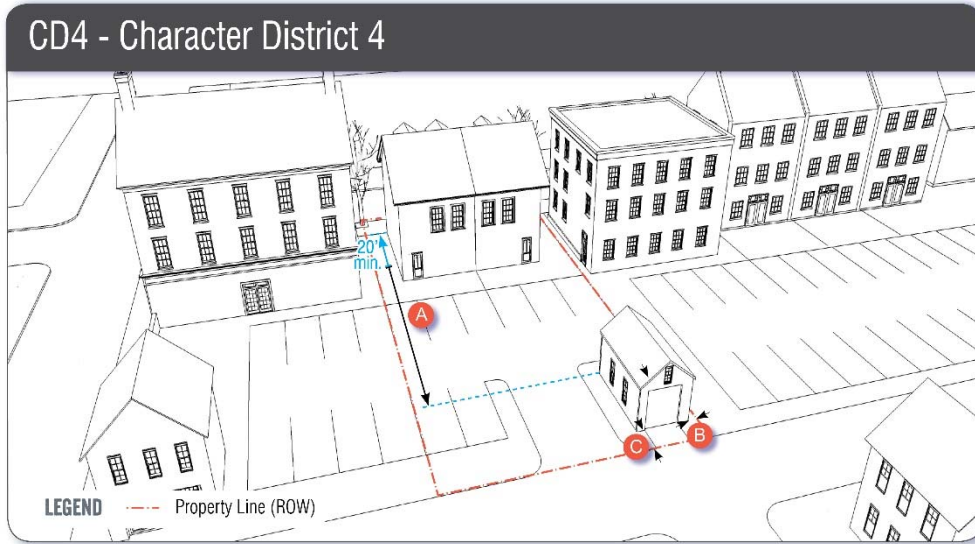 CD4 - Character District 4
20'
min.
A
B
C
LEGEND
Property Line (ROW)